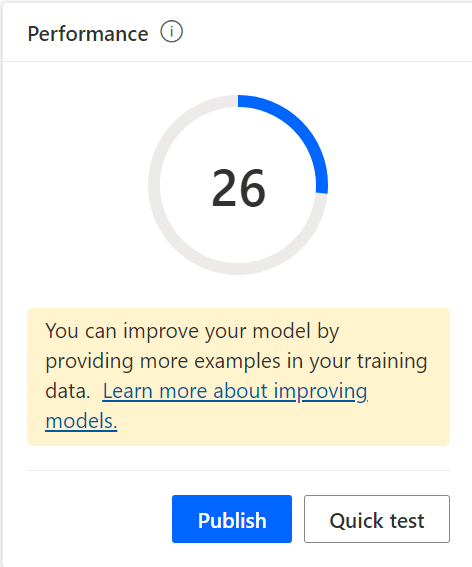 Performance
26
You can improve your model by
providing more examples in your training
data. Learn more about improving
models.
Publish
Quick test